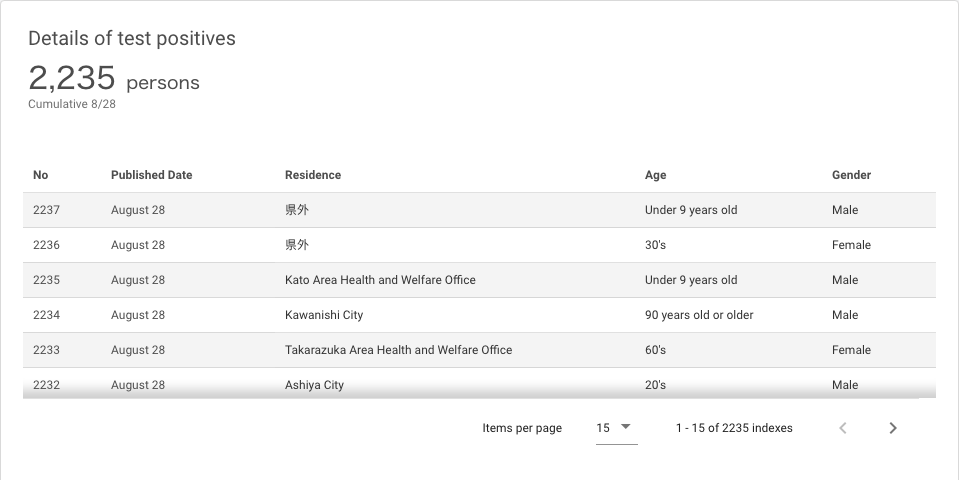 Details of test positives
2,235 persons
Cumulative 8/28
No Published Date Residence Age Gender
2237 August 28 県外 Under 9 years old Male
2236 August 28 県外 30's Female
2235 August 28 Kato Area Health and Welfare Office Under 9 years old Male
2234 August 28 Kawanishi City 90 years old or older Male
2233 August 28 Takarazuka Area Health and Welfare Office 60's Female
2232 August 28 Ashiya City 20's Male
Items per page 15 1 - 15 of 2235 indexes